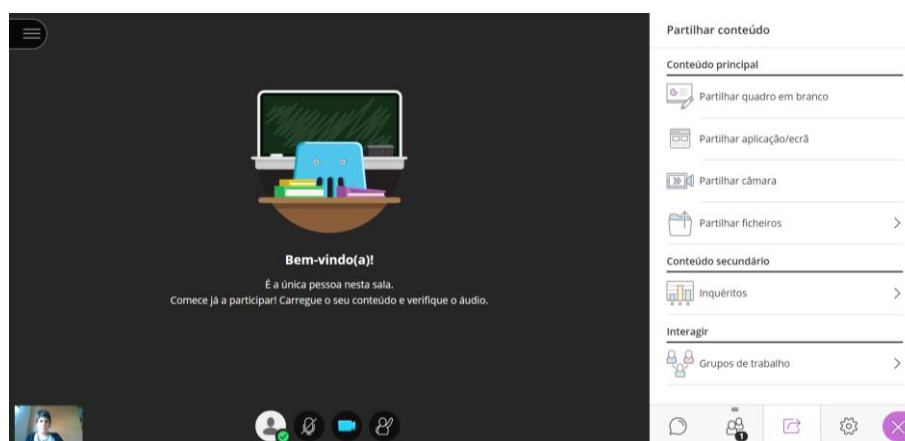 Partilhar conteúdo
Conteúdo principal
Partilhar quadro em branco
Partilhar aplicação/ecrã
Partilhar câmara
Partilhar ficheiros
Conteúdo secundário
Inquéritos
Interagir
Grupos de trabalho
Bem-vindo(a)!
É a única pessoa nesta sala.
Comece já a participar! Carregue o seu conteúdo e verifique o áudio.
1